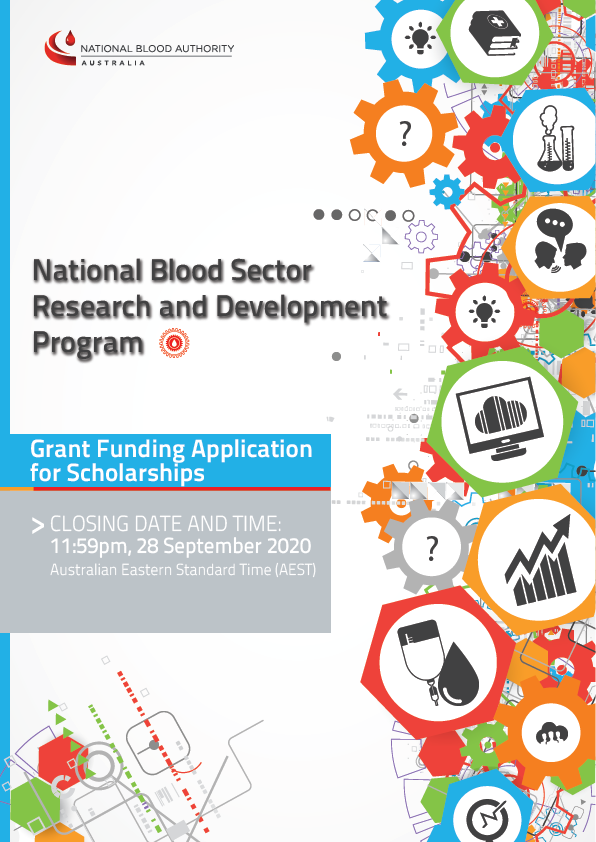 NATIONAL BLOOD AUTHORITY
AUSTRALIA
?
National Blood Sector
Research and Development
Program
Grant Funding Application
for Scholarships
> CLOSING DATE AND TIME:
11:59pm, 28 September 2020
Australian Eastern Standard Time (AEST)
?